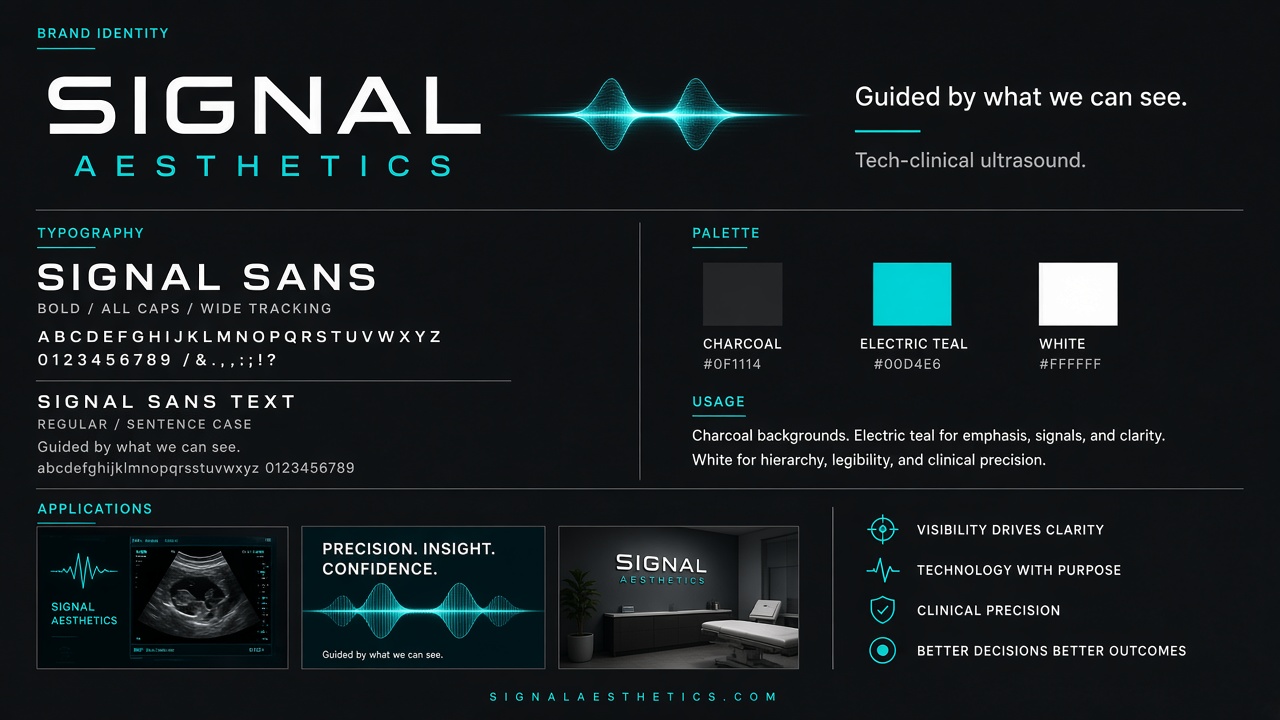 BRAND IDENTITY
SIGNAL
AESTHETICS
Guided by what we can see.
Tech-clinical ultrasound.
TYPOGRAPHY
SIGNAL SANS
BOLD / ALL CAPS / WIDE TRACKING
ABCDEFGHIJKLMNOPQRSTUVWXYZ
0123456789 /&.,,:;!?
SIGNAL SANS TEXT
REGULAR / SENTENCE CASE
Guided by what we can see.
abcdefghijklmnopqrsstuvwxyz 0123456789
PALETTE
CHARCOAL
#0F1114
ELECTRIC TEAL
#00D4E6
WHITE
#FFFFFF
USAGE
Charcoal backgrounds. Electric teal for emphasis, signals, and clarity.
White for hierarchy, legibility, and clinical precision.
APPLICATIONS
SIGNAL
AESTHETICS
PRECISION. INSIGHT.
CONFIDENCE.
Guided by what we can see.
SIGNAL
AESTHETICS
VISIBILITY DRIVES CLARITY
TECHNOLOGY WITH PURPOSE
CLINICAL PRECISION
BETTER DECISIONS BETTER OUTCOMES
SIGNALAESTHETICS.COM